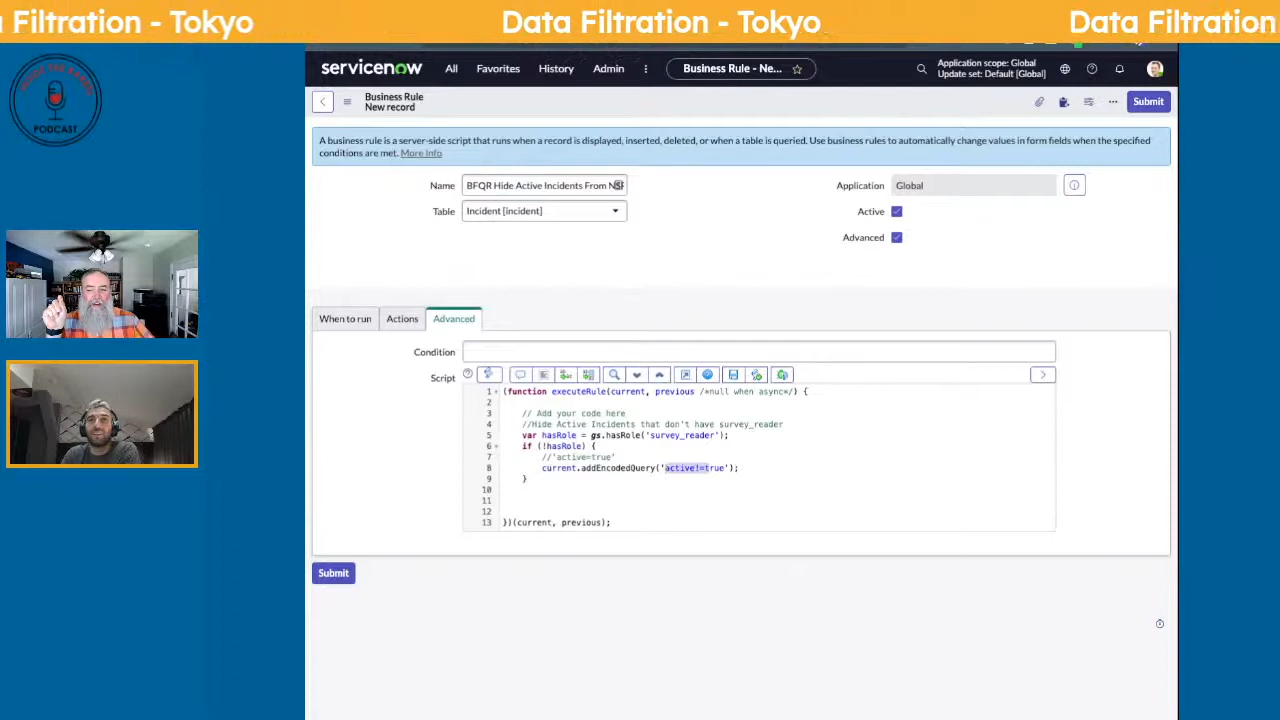 a Filtration - Tokyo
Data Filtration - Tokyo
Data Filtration
PODCAST
servicenow
All
Favorites
History
Admin
Business Rule - Ne...
Application scope: Global
Update set: Default [Global]
Business Rule
New record
Submit
A business rule is a server-side script that runs when a record is displayed, inserted, deleted, or when a table is queried. Use business rules to automatically change values in form fields when the specified
conditions are met. More Info
Name
BFQR Hide Active Incidents From
Application
Global
Table
Incident [incident]
Active
Advanced
When to run
Actions
Advanced
Condition
Script
1 (function executeRule(current, previous /*null when async*/) {
2
3 // Add your code here
4 //Hide Active Incidents that don't have survey_reader
5 var hasRole = gs.hasRole('survey_reader');
6 if (!hasRole) {
7 //'active=true'
8 current.addEncodedQuery('active!=true');
9 }
10
11
12
13 })(current, previous);
Submit